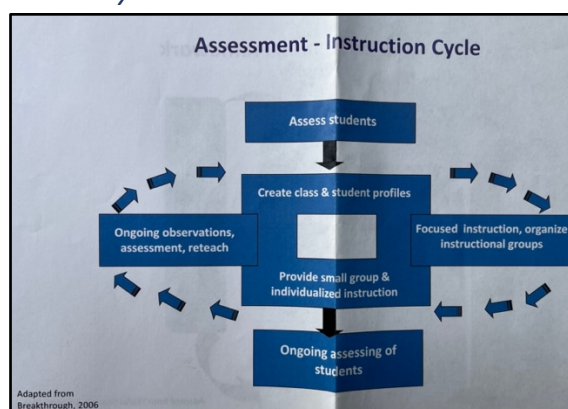 Assessment - Instruction Cycle
Assess students
Create class & student profiles
Ongoing observations,
assessment, reteach
Focused instruction, organize
instructional groups
Provide small group &
individualized instruction
Ongoing assessing of
students
Adapted from
Breakthrough, 2006